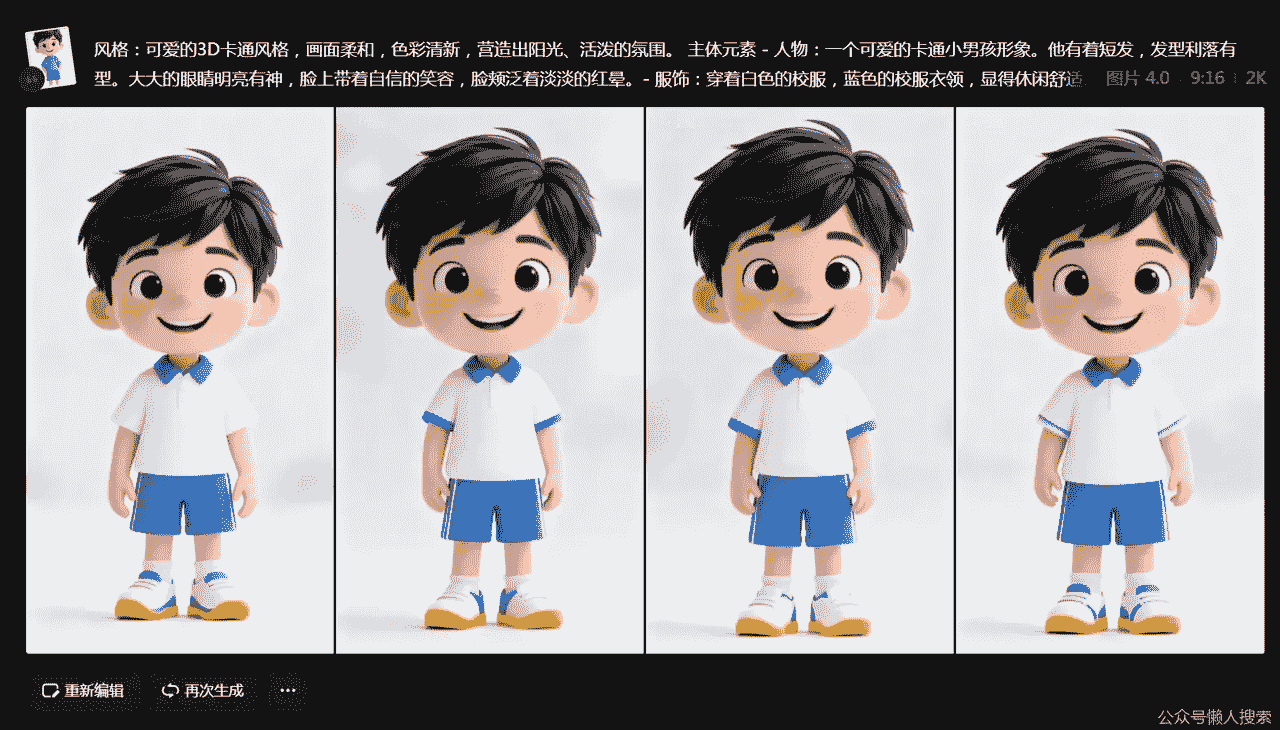 风格：可爱的3D卡通风格，画面柔和，色彩清新，营造出阳光、活泼的氛围。 主体元素 - 人物：一个可爱的卡通小男孩形象。他有着短发，发型利落有
型。大大的眼睛明亮有神，脸上带着自信的笑容，脸颊泛着淡淡的红晕。- 服饰：穿着白色的校服，蓝色的校服衣领，显得休闲舒适 图片 4.0 9:16 2K
重新编辑 再次生成 ···
公众号懒人搜索